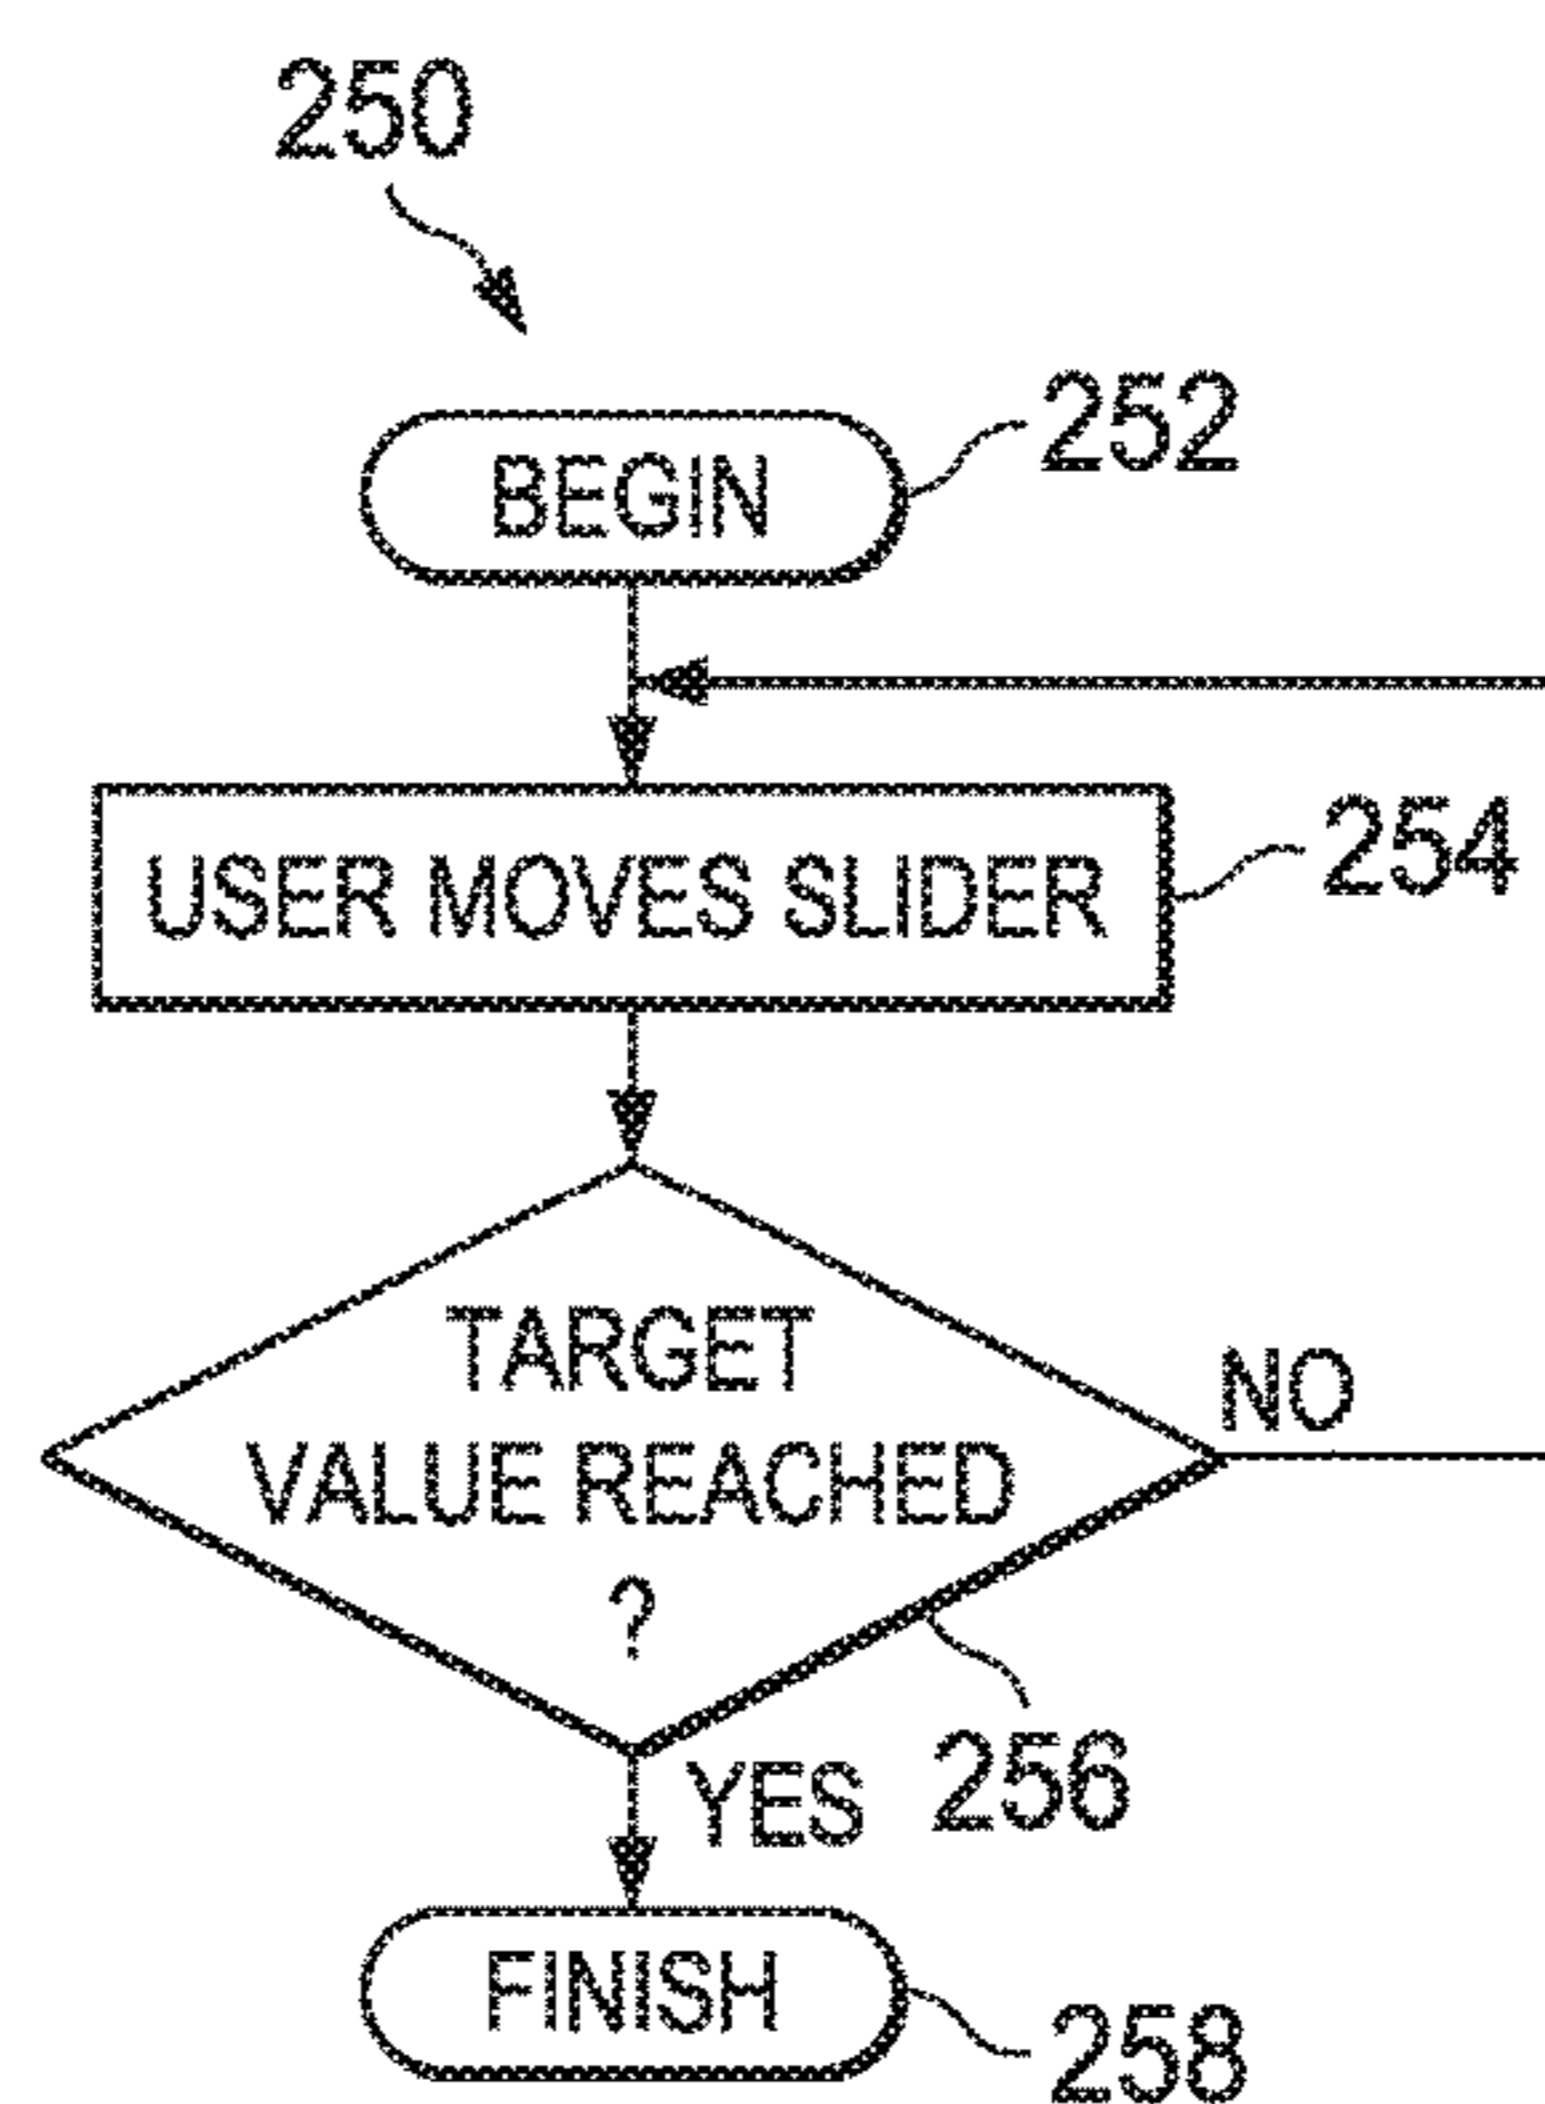 250
252
BEGIN
254
USER MOVES SLIDER
TARGET
NO
VALUE REACHED
?
YES
256
FINISH
258